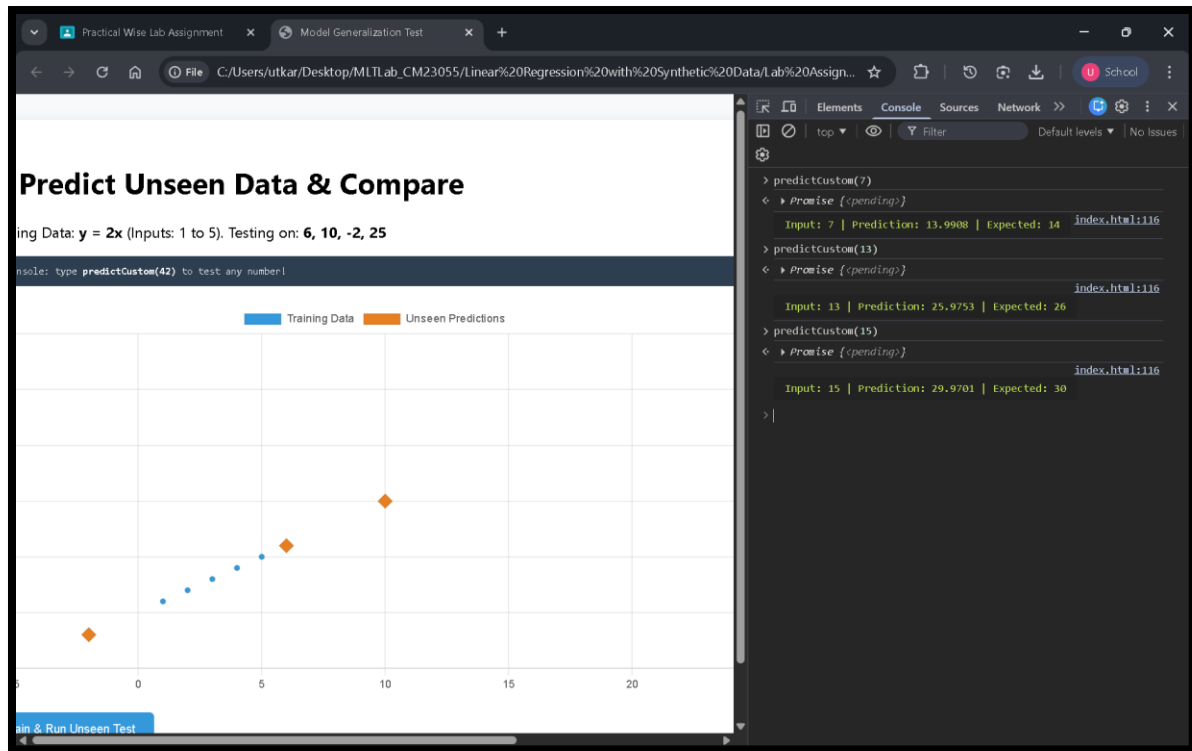 Practical Wise Lab Assignment
Model Generalization Test
File C:/Users/utkar/Desktop/MLTLab_CM23055/Linear%20Regression%20with%20Synthetic%20Data/Lab%20Assign...
U School
Elements Console Sources Network
top Filter Default levels No Issues
Predict Unseen Data & Compare
ing Data: y = 2x (Inputs: 1 to 5). Testing on: 6, 10, -2, 25
nsole: type predictCustom(42) to test any number!
Training Data Unseen Predictions
5 0 5 10 15 20
ain & Run Unseen Test
> predictCustom(7)
Promise {<pending>}
index.html:116
Input: 7 | Prediction: 13.9908 | Expected: 14
> predictCustom(13)
Promise {<pending>}
index.html:116
Input: 13 | Prediction: 25.9753 | Expected: 26
> predictCustom(15)
Promise {<pending>}
index.html:116
Input: 15 | Prediction: 29.9701 | Expected: 30
>